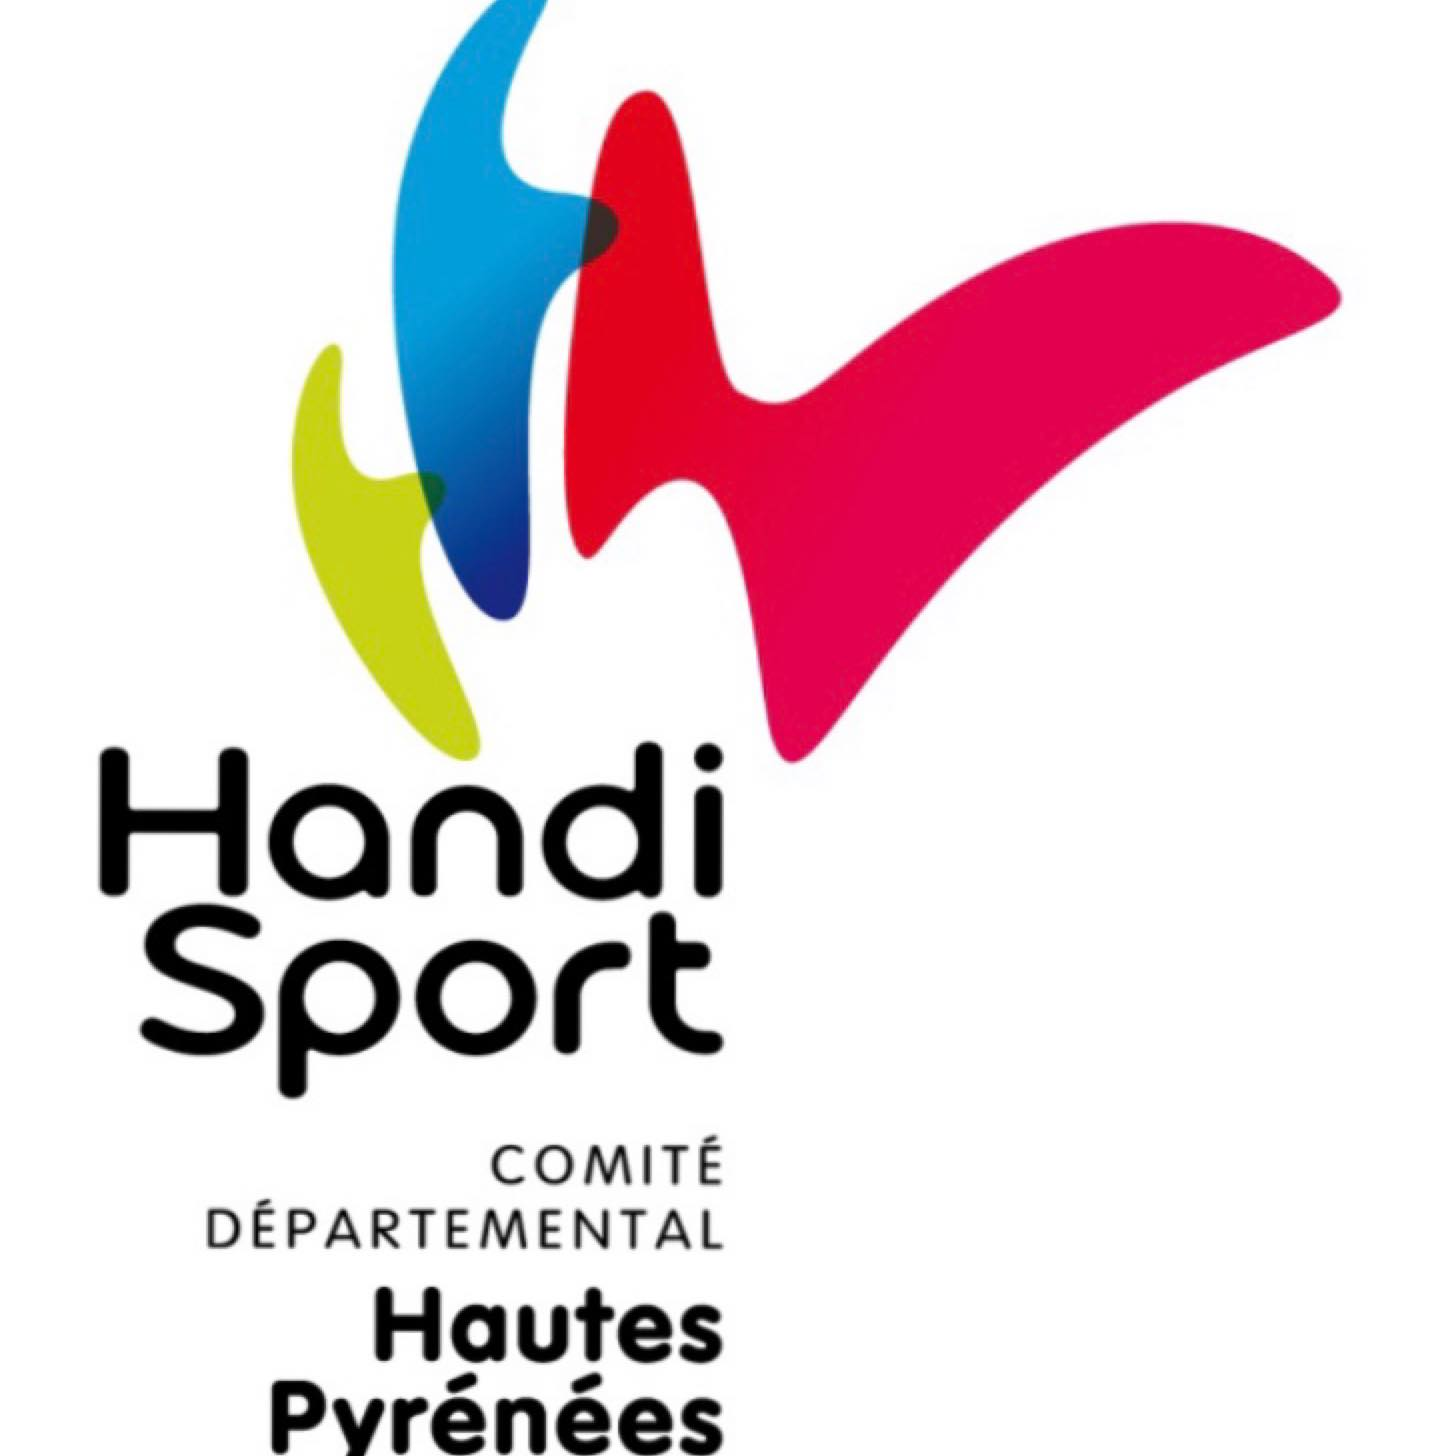 Handi
Sport
COMITÉ
DÉPARTEMENTAL
Hautes
Pyrénées